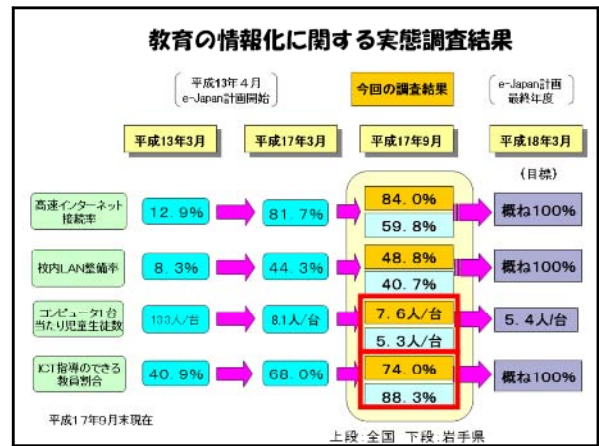 教育の情報化に関する実態調査結果
平成13年４月
e-Japan計画開始
今回の調査結果
e-Japan計画
最終年度
平成13年3月
平成17年3月
平成17年9月
平成18年3月
(目標)
高速インターネット
接続率
12.9%
81.7%
84.0%
59.8%
概ね100%
校内LAN整備率
8.3%
44.3%
48.8%
40.7%
概ね100%
コンピュータ1台
当たり児童生徒数
13.3人/台
8.1人/台
7.6人/台
5.3人/台
5.4人/台
ICT指導のできる
教員割合
40.9%
68.0%
74.0%
88.3%
概ね100%
平成17年9月末現在
上段:全国 下段:岩手県